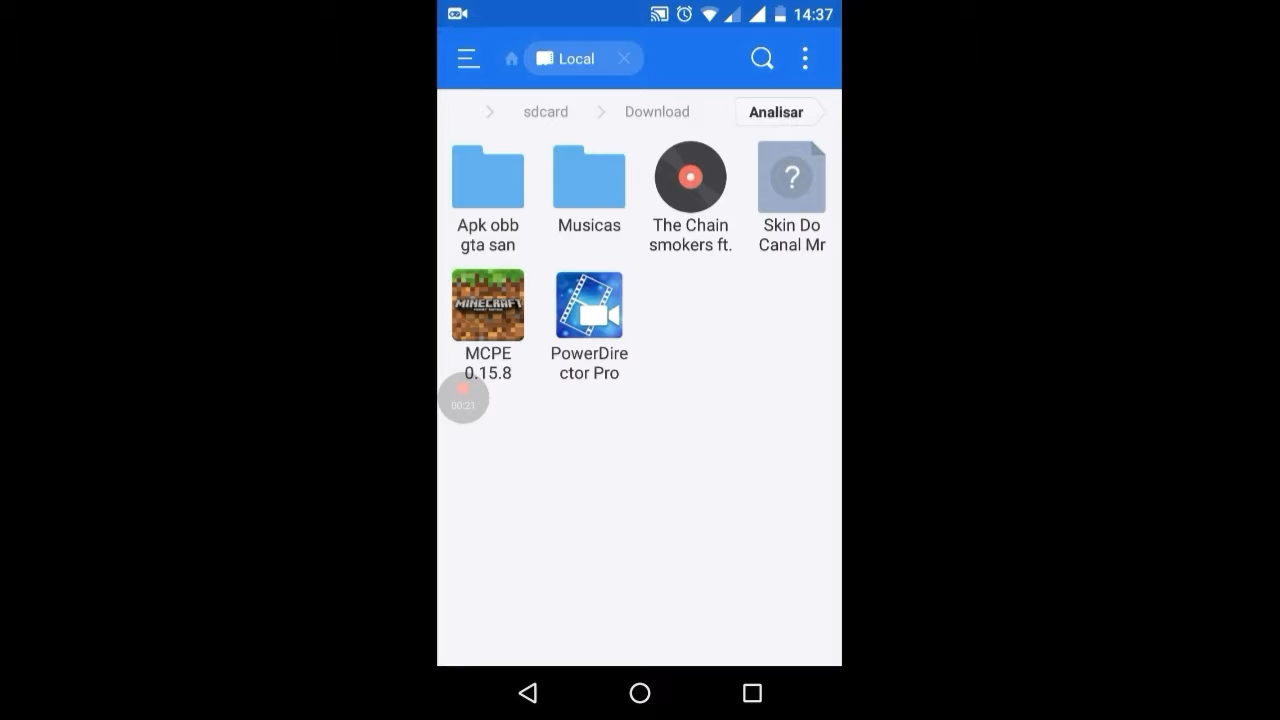 14:37
Local
sdcard
Download
Analisar
Apk obb
gta san
Musicas
The Chain
smokers ft.
Skin Do
Canal Mr
?
MINECRAFT
MCPE
0.15.8
PowerDire
ctor Pro
00:21